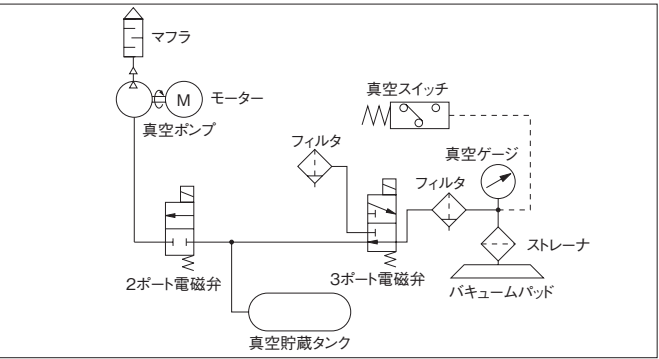 マフラ
M
モーター
真空ポンプ
真空スイッチ
フィルタ
真空ゲージ
フィルタ
ストレーナ
2ポート電磁弁
3ポート電磁弁
バキュームパッド
真空貯蔵タンク